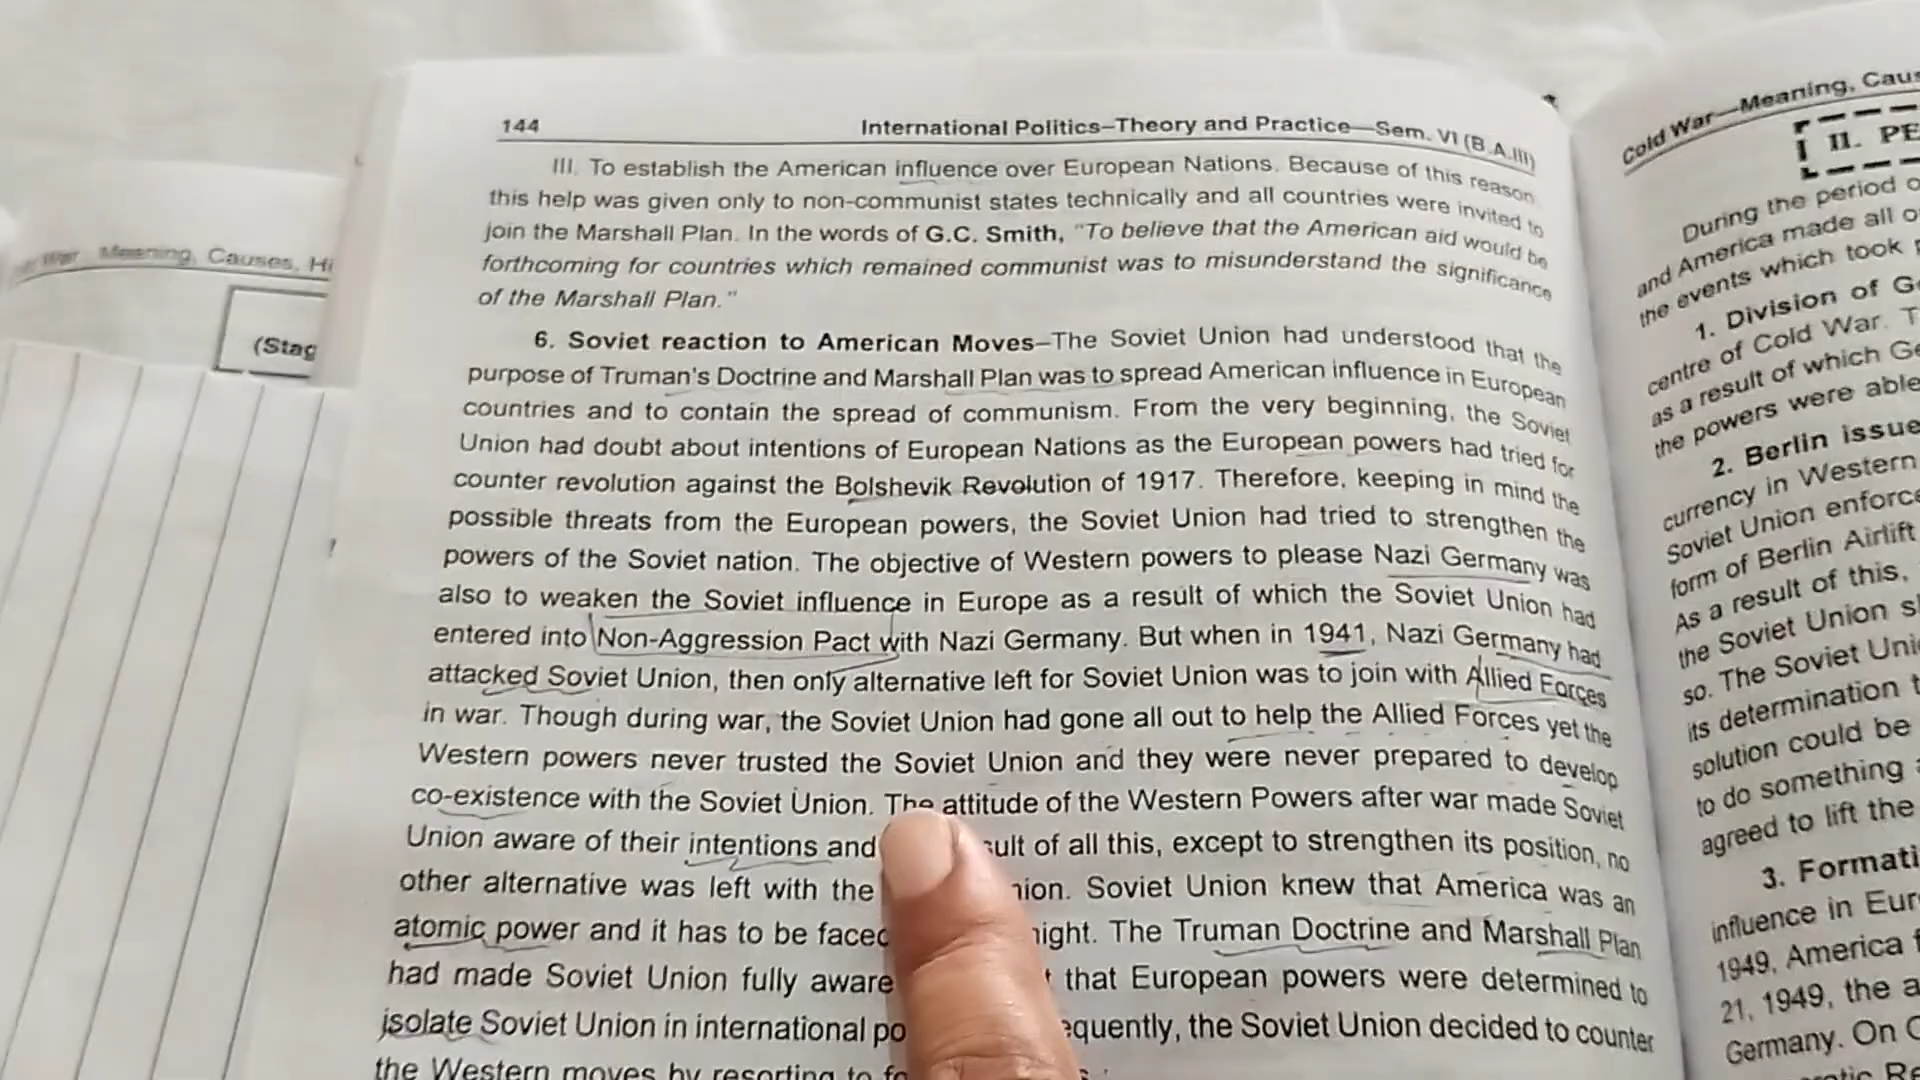 144
International Politics–Theory and Practice—Sem. VI (B.A.III)
III. To establish the American influence over European Nations. Because of this reason
this help was given only to non-communist states technically and all countries were invited to
join the Marshall Plan. In the words of G.C. Smith, "To believe that the American aid would be
forthcoming for countries which remained communist was to misunderstand the significance
of the Marshall Plan."
6. Soviet reaction to American Moves–The Soviet Union had understood that the
purpose of Truman's Doctrine and Marshall Plan was to spread American influence in European
countries and to contain the spread of communism. From the very beginning, the Soviet
Union had doubt about intentions of European Nations as the European powers had tried for
counter revolution against the Bolshevik Revolution of 1917. Therefore, keeping in mind the
possible threats from the European powers, the Soviet Union had tried to strengthen the
powers of the Soviet nation. The objective of Western powers to please Nazi Germany was
also to weaken the Soviet influence in Europe as a result of which the Soviet Union had
entered into Non-Aggression Pact with Nazi Germany. But when in 1941, Nazi Germany had
attacked Soviet Union, then only alternative left for Soviet Union was to join with Allied Forces
in war. Though during war, the Soviet Union had gone all out to help the Allied Forces yet the
Western powers never trusted the Soviet Union and they were never prepared to develop
co-existence with the Soviet Union. The attitude of the Western Powers after war made Soviet
Union aware of their intentions and sult of all this, except to strengthen its position, no
other alternative was left with the nion. Soviet Union knew that America was an
atomic power and it has to be faced night. The Truman Doctrine and Marshall Plan
had made Soviet Union fully aware that European powers were determined to
isolate Soviet Union in international po equently, the Soviet Union decided to counter
the Western moves by resorting to
War Meaning, Causes, Hi
(Stag
Cold War—Meaning, Caus
II. PE
During the period o
and America made all o
the events which took p
1. Division of G
centre of Cold War. T
as a result of which Ge
the powers were able
2. Berlin issue
currency in Western
Soviet Union enforce
form of Berlin Airlift
As a result of this,
the Soviet Union s
so. The Soviet Uni
its determination t
solution could be
to do something a
agreed to lift the
3. Formati
influence in Eur
1949, America f
21, 1949, the a
Germany. On O